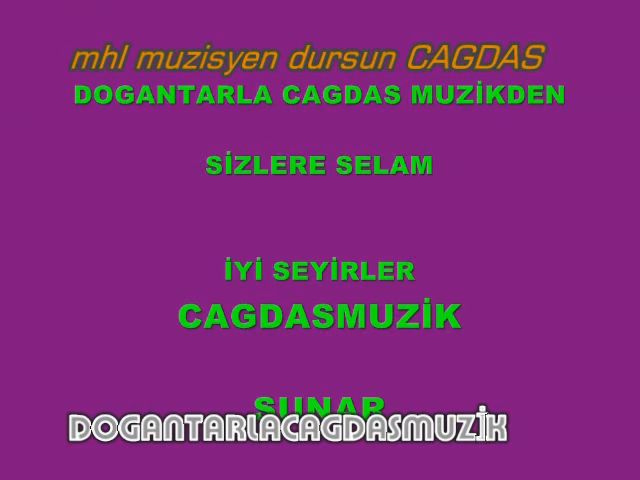 mhl muzisyen dursun CAGDAS
DOGANTARLA CAGDAS MUZİKDEN
SİZLERE SELAM
İYİ SEYİRLER
CAGDASMUZİK
SUNAR
DOGANTARLACAGDASMUZİK